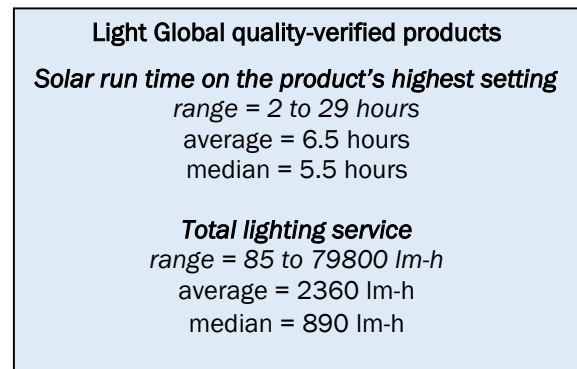 Light Global quality-verified products
Solar run time on the product's highest setting
range = 2 to 29 hours
average = 6.5 hours
median = 5.5 hours
Total lighting service
range = 85 to 79800 lm-h
average = 2360 lm-h
median = 890 lm-h